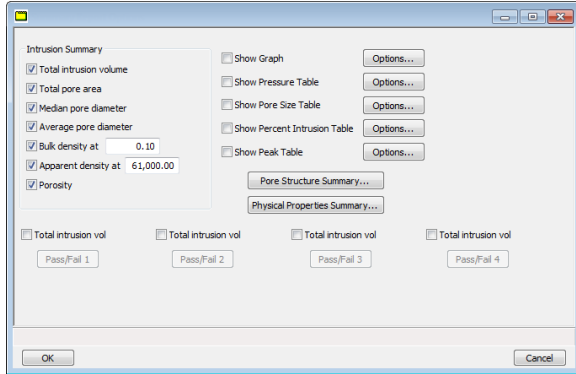 Intrusion Summary
Total intrusion volume
Total pore area
Median pore diameter
Average pore diameter
Bulk density at 0.10
Apparent density at 61,000.00
Porosity
Show Graph Options...
Show Pressure Table Options...
Show Pore Size Table Options...
Show Percent Intrusion Table Options...
Show Peak Table Options...
Pore Structure Summary...
Physical Properties Summary...
Total intrusion vol Total intrusion vol Total intrusion vol Total intrusion vol
Pass/Fail 1 Pass/Fail 2 Pass/Fail 3 Pass/Fail 4
OK Cancel